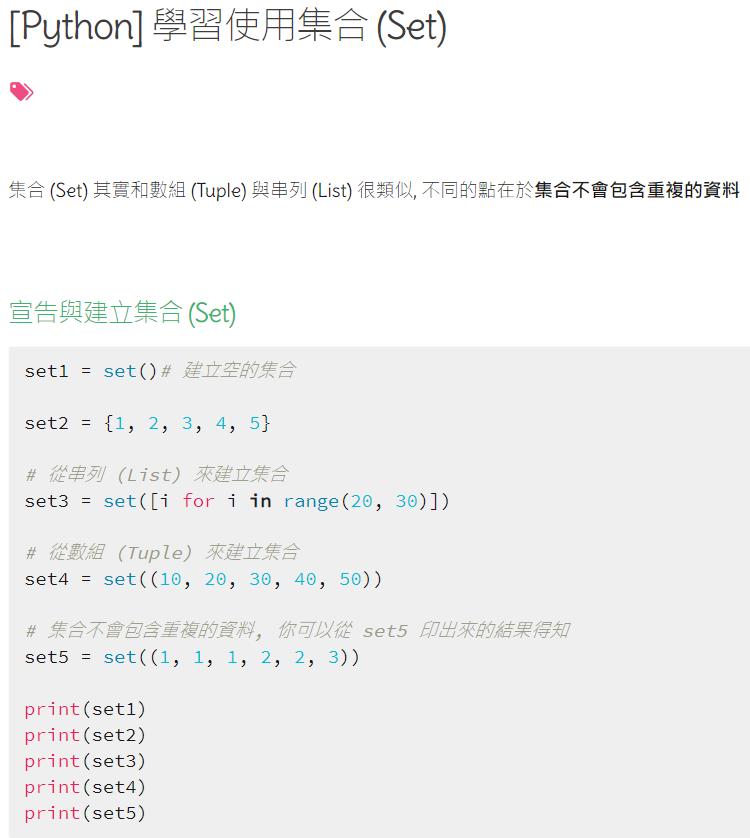 [Python] 學習使用集合 (Set)
集合 (Set) 其實和數組 (Tuple) 與串列 (List) 很類似, 不同的點在於集合不會包含重複的資料
宣告與建立集合 (Set)
set1 = set()# 建立空的集合
set2 = {1, 2, 3, 4, 5}
# 從串列 (List) 來建立集合
set3 = set([i for i in range(20, 30)])
# 從數組 (Tuple) 來建立集合
set4 = set((10, 20, 30, 40, 50))
# 集合不會包含重複的資料, 你可以從 set5 印出來的結果得知
set5 = set((1, 1, 1, 2, 2, 3))
print(set1)
print(set2)
print(set3)
print(set4)
print(set5)